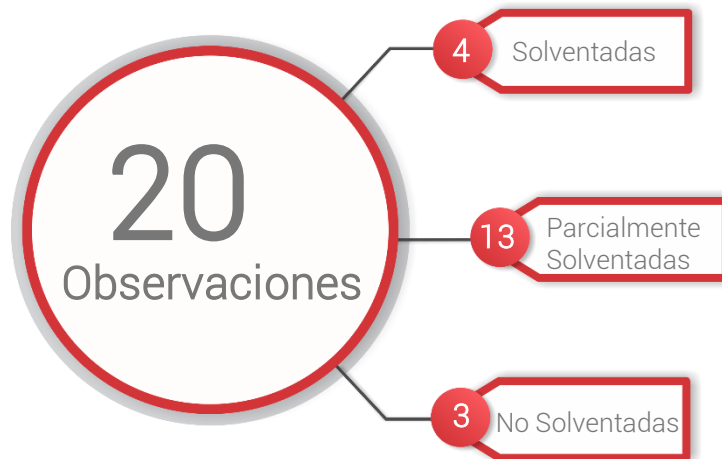 20
Observaciones
4
Solventadas
13
Parcialmente
Solventadas
3
No Solventadas